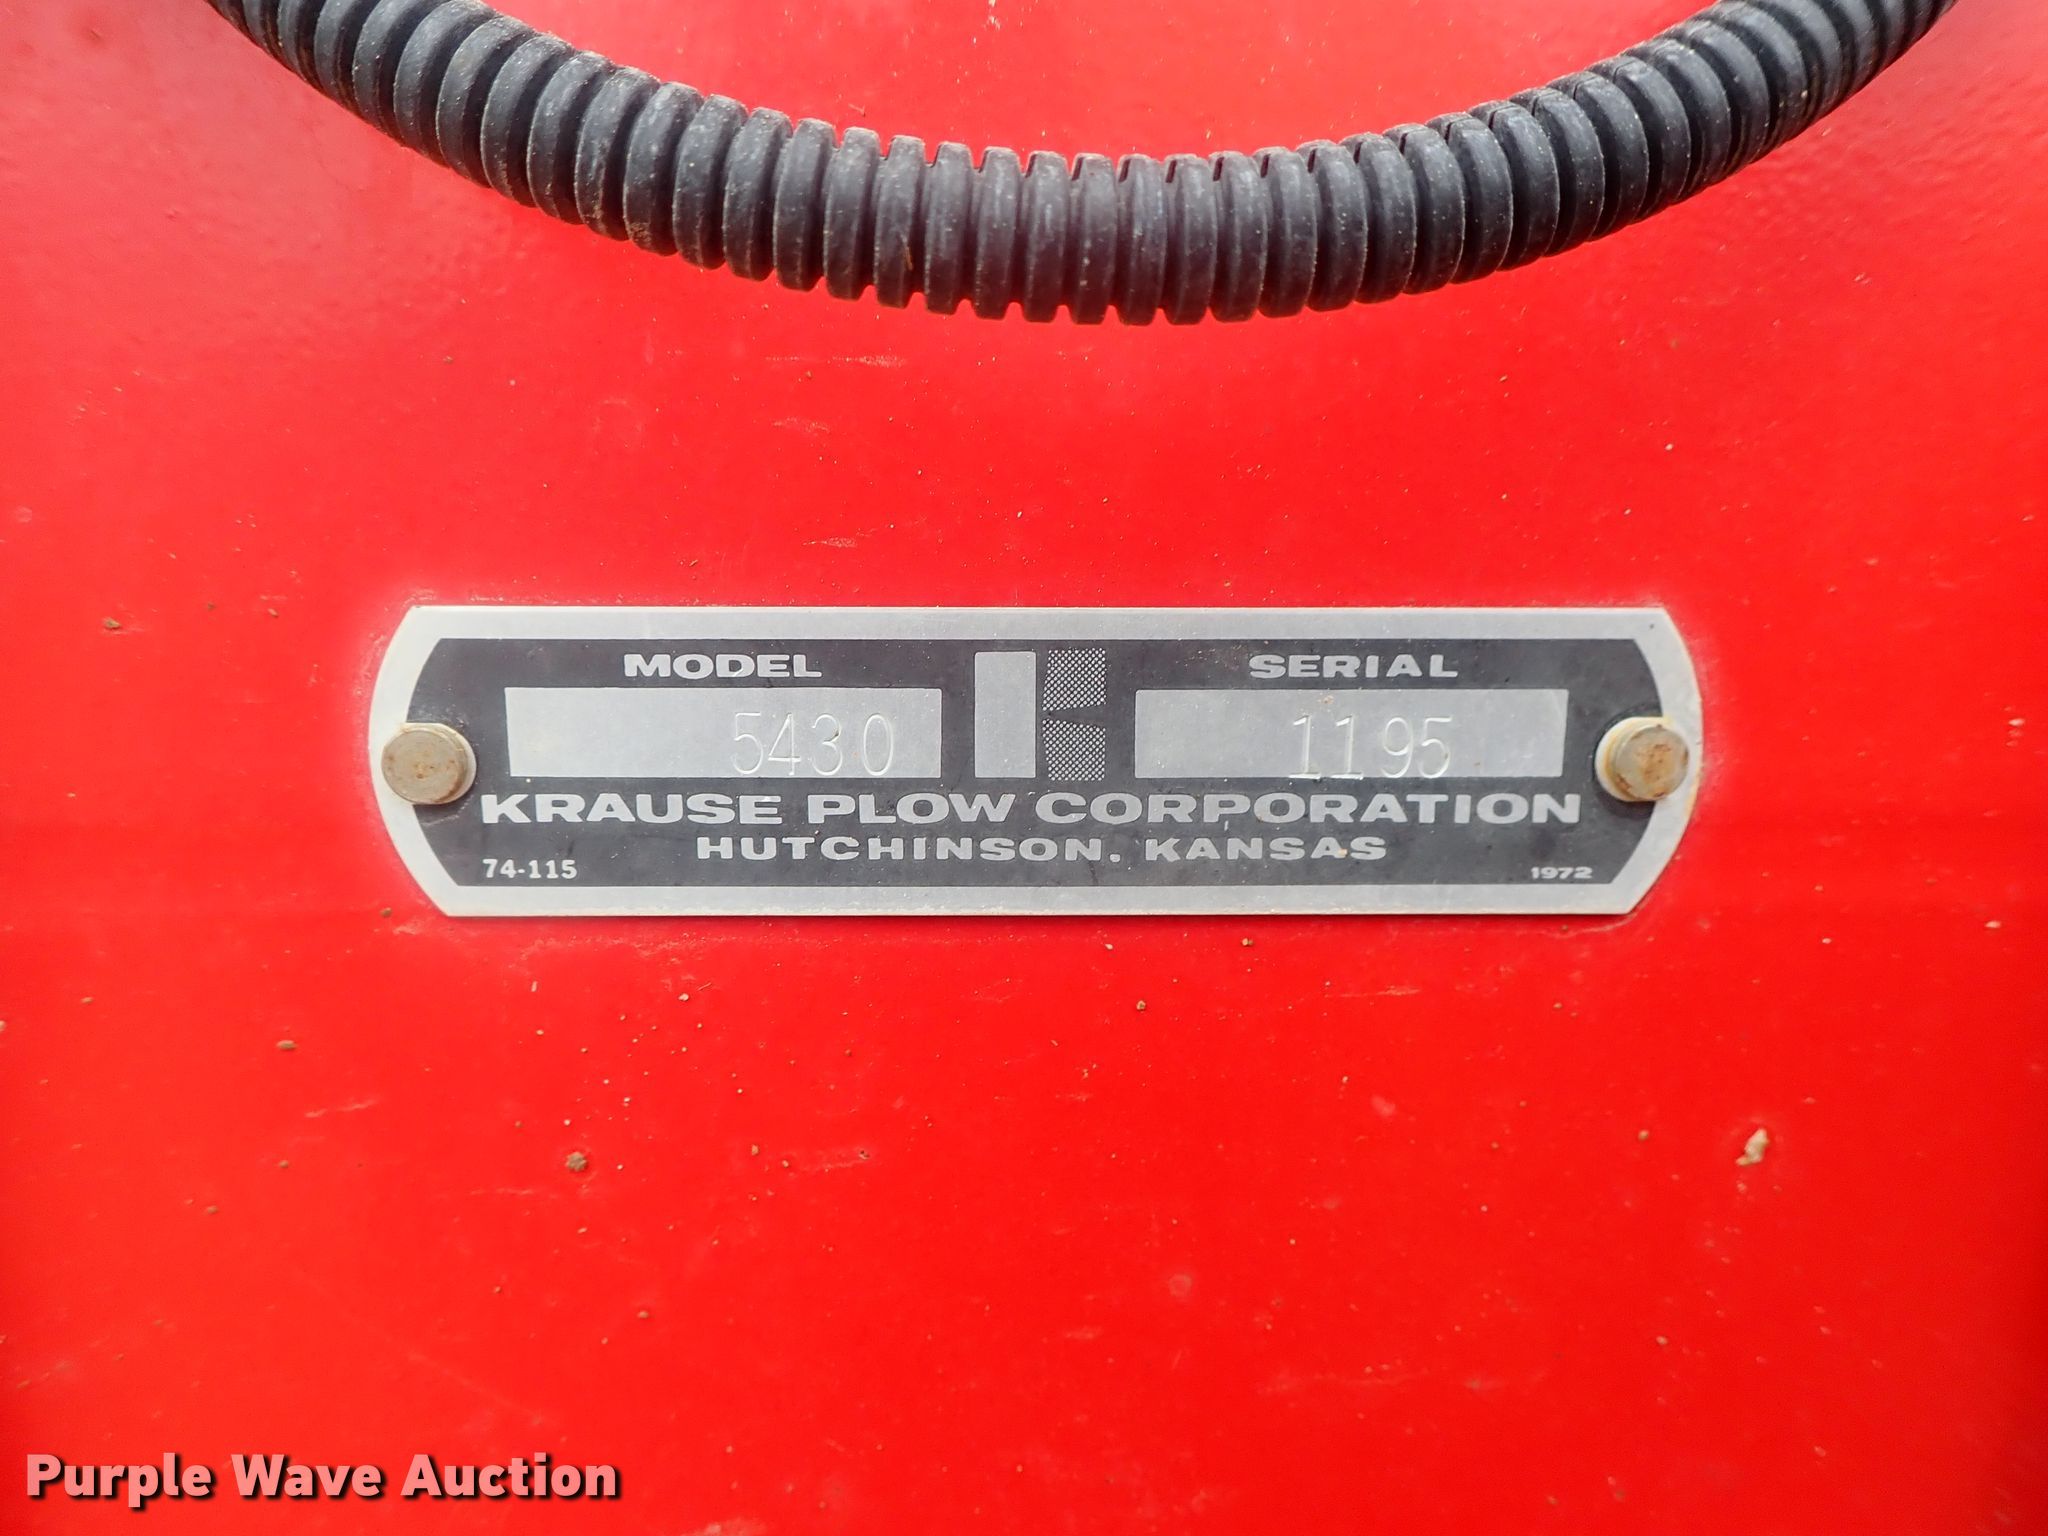 MODEL SERIAL
5430 1195
KRAUSE PLOW CORPORATION
HUTCHINSON, KANSAS
74-115 1972
Purple Wave Auction